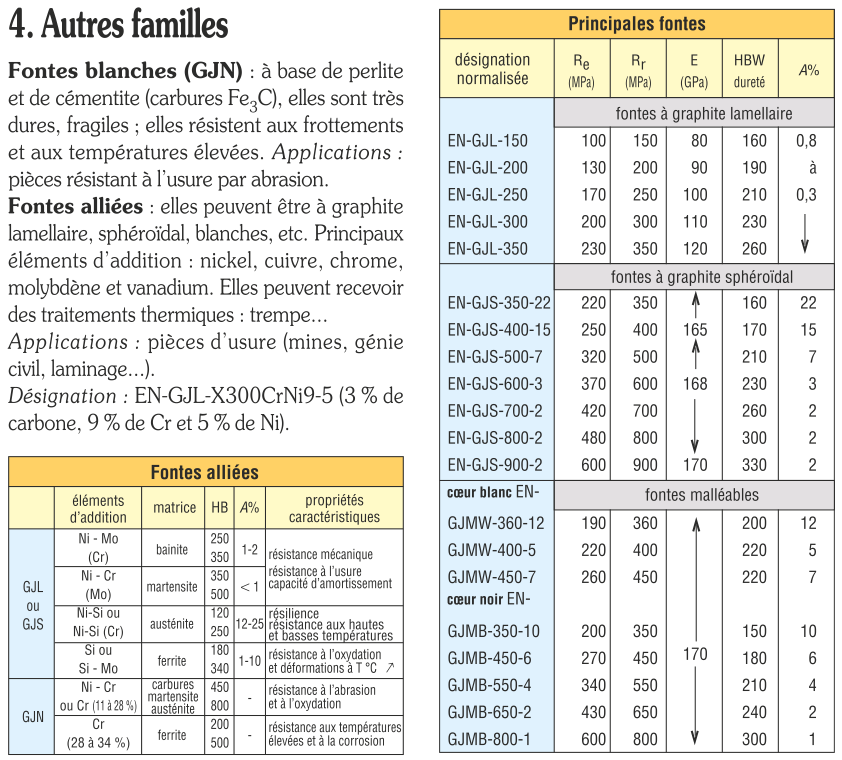 4. Autres familles
Fontes blanches (GJN) : à base de perlite
et de cémentite (carbures Fe3C), elles sont très
dures, fragiles ; elles résistent aux frottements
et aux températures élevées. Applications :
pièces résistant à l'usure par abrasion.
Fontes alliées : elles peuvent être à graphite
lamellaire, sphéroïdal, blanches, etc. Principaux
éléments d'addition : nickel, cuivre, chrome,
molybdène et vanadium. Elles peuvent recevoir
des traitements thermiques : trempe...
Applications : pièces d'usure (mines, génie
civil, laminage...).
Désignation : EN-GJL-X300CrNi9-5 (3 % de
carbone, 9 % de Cr et 5 % de Ni).
Fontes alliées
éléments d'addition matrice HB A% propriétés caractéristiques
GJL ou GJS
Ni - Mo (Cr) bainite 250 350 1-2 résistance mécanique
Ni - Cr (Mo) martensite 350 500 < 1 résistance à l'usure capacité d'amortissement
Ni-Si ou Ni-Si (Cr) austénite 120 250 12-25 résilience résistance aux hautes et basses températures
Si ou Si - Mo ferrite 180 340 1-10 résistance à l'oxydation et déformations à T °C ↗
GJN
Ni - Cr ou Cr (11 à 28 %) carbures martensite austénite 450 800 - résistance à l'abrasion et à l'oxydation
Cr (28 à 34 %) ferrite 200 500 - résistance aux températures élevées et à la corrosion
Principales fontes
désignation normalisée Re (MPa) Rr (MPa) E (GPa) HBW dureté A%
fontes à graphite lamellaire
EN-GJL-150 100 150 80 160 0,8
EN-GJL-200 130 200 90 190 à
EN-GJL-250 170 250 100 210 0,3
EN-GJL-300 200 300 110 230
EN-GJL-350 230 350 120 260
fontes à graphite sphéroïdal
EN-GJS-350-22 220 350 160 22
EN-GJS-400-15 250 400 165 170 15
EN-GJS-500-7 320 500 210 7
EN-GJS-600-3 370 600 168 230 3
EN-GJS-700-2 420 700 260 2
EN-GJS-800-2 480 800 300 2
EN-GJS-900-2 600 900 170 330 2
cœur blanc EN- fontes malléables
GJMW-360-12 190 360 200 12
GJMW-400-5 220 400 220 5
GJMW-450-7 260 450 220 7
cœur noir EN-
GJMB-350-10 200 350 150 10
GJMB-450-6 270 450 170 180 6
GJMB-550-4 340 550 210 4
GJMB-650-2 430 650 240 2
GJMB-800-1 600 800 300 1